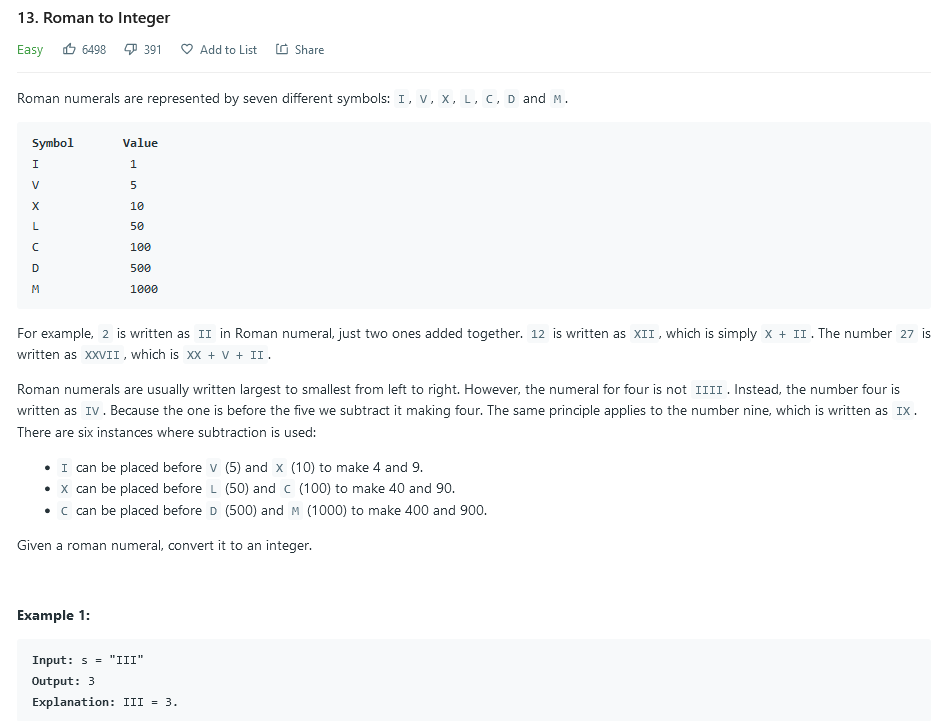 13. Roman to Integer
Easy 6498 391 Add to List Share
Roman numerals are represented by seven different symbols: I, V, X, L, C, D and M.
Symbol Value
I 1
V 5
X 10
L 50
C 100
D 500
M 1000
For example, 2 is written as II in Roman numeral, just two ones added together. 12 is written as XII, which is simply X + II. The number 27 is
written as XXVII, which is XX + V + II.
Roman numerals are usually written largest to smallest from left to right. However, the numeral for four is not IIII. Instead, the number four is
written as IV. Because the one is before the five we subtract it making four. The same principle applies to the number nine, which is written as IX.
There are six instances where subtraction is used:
• I can be placed before V (5) and X (10) to make 4 and 9.
• X can be placed before L (50) and C (100) to make 40 and 90.
• C can be placed before D (500) and M (1000) to make 400 and 900.
Given a roman numeral, convert it to an integer.
Example 1:
Input: s = "III"
Output: 3
Explanation: III = 3.